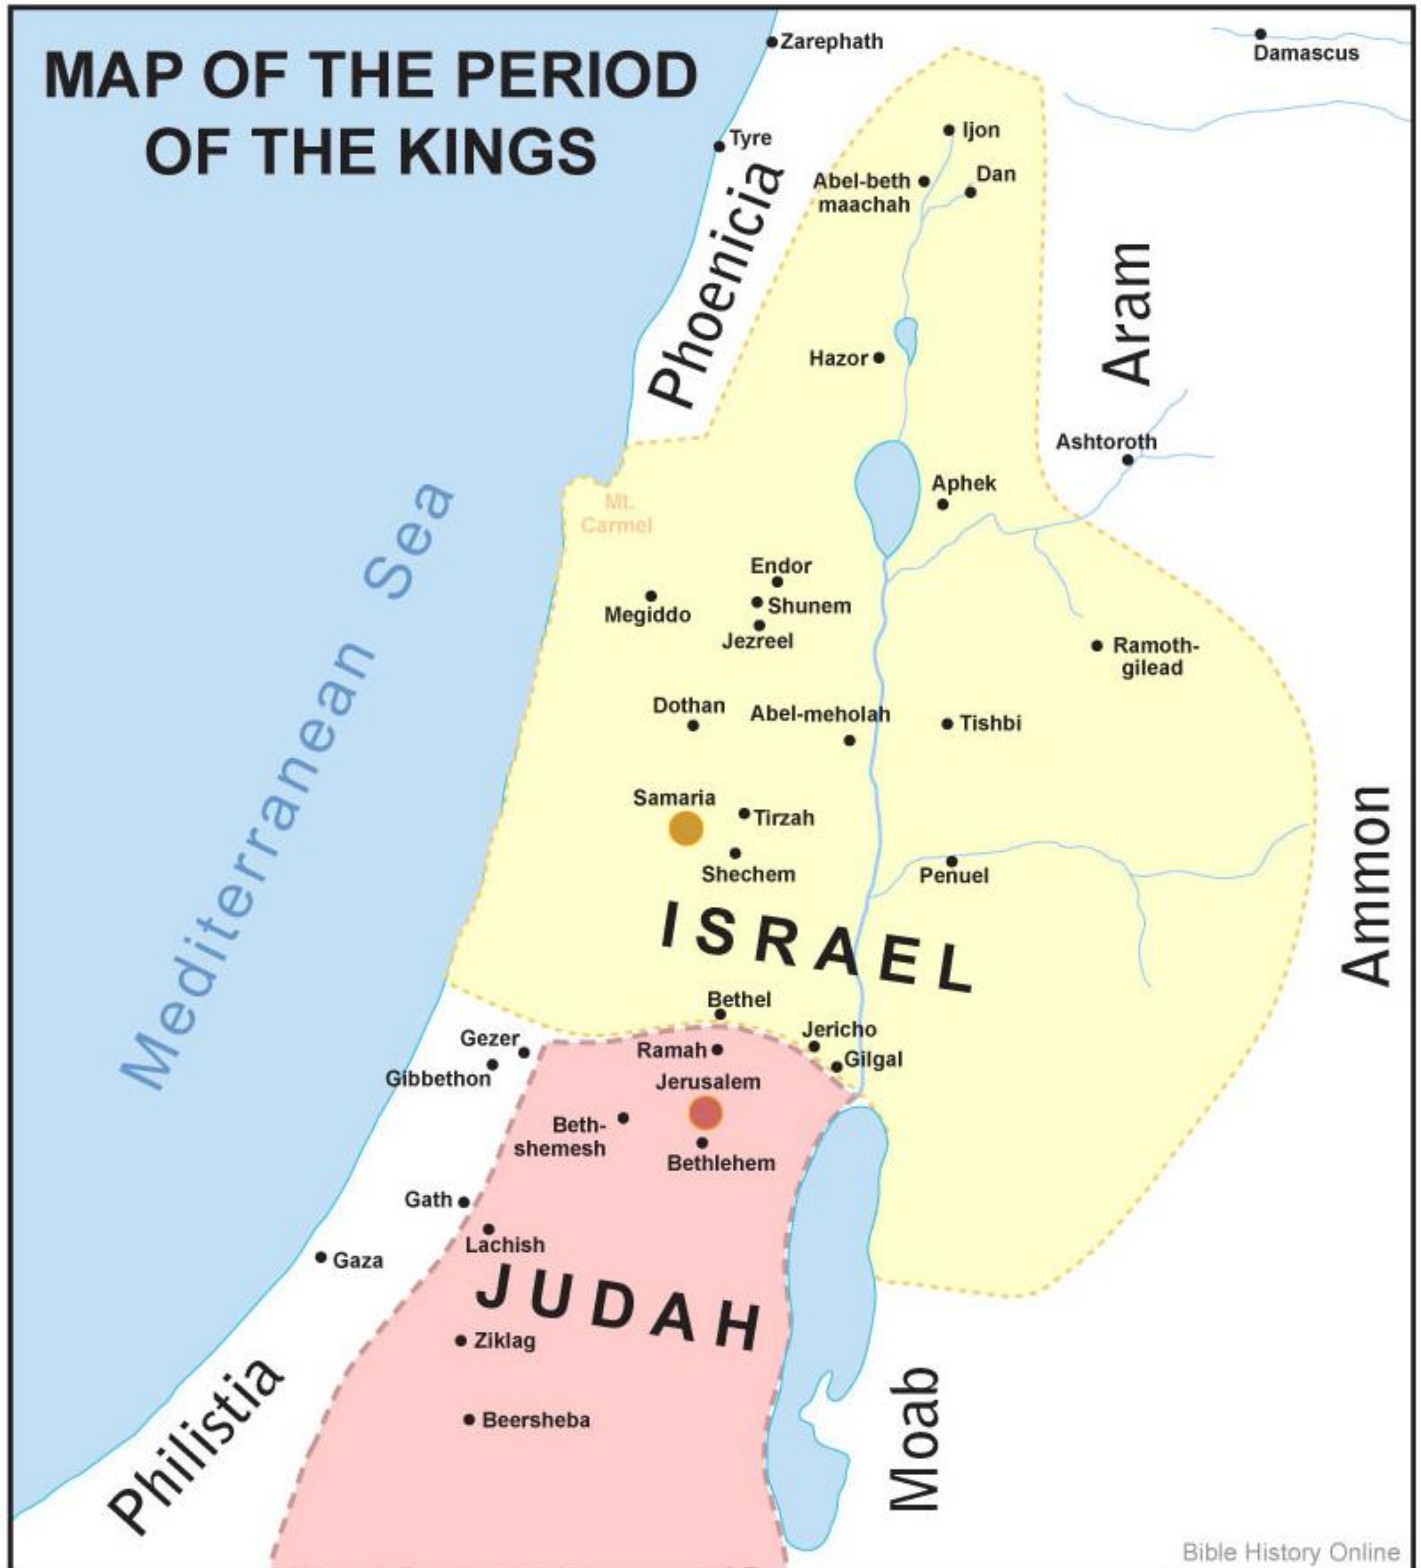 MAP OF THE PERIOD
OF THE KINGS
Zarephath
Damascus
Tyre
Ijon
Dan
Abel-beth
maachah
Phoenicia
Aram
Hazor
Ashtoroth
Aphek
Mt.
Carmel
Mediterranean Sea
Endor
Shunem
Megiddo
Jezreel
Ramoth-
gilead
Dothan
Abel-meholah
Tishbi
Samaria
Tirzah
Shechem
Penuel
Ammon
ISRAEL
Bethel
Jericho
Gezer
Ramah
Gilgal
Gibbethon
Jerusalem
Beth-
shemesh
Bethlehem
Gath
Lachish
Gaza
JUDAH
Ziklag
Beersheba
Philistia
Moab
Bible History Online